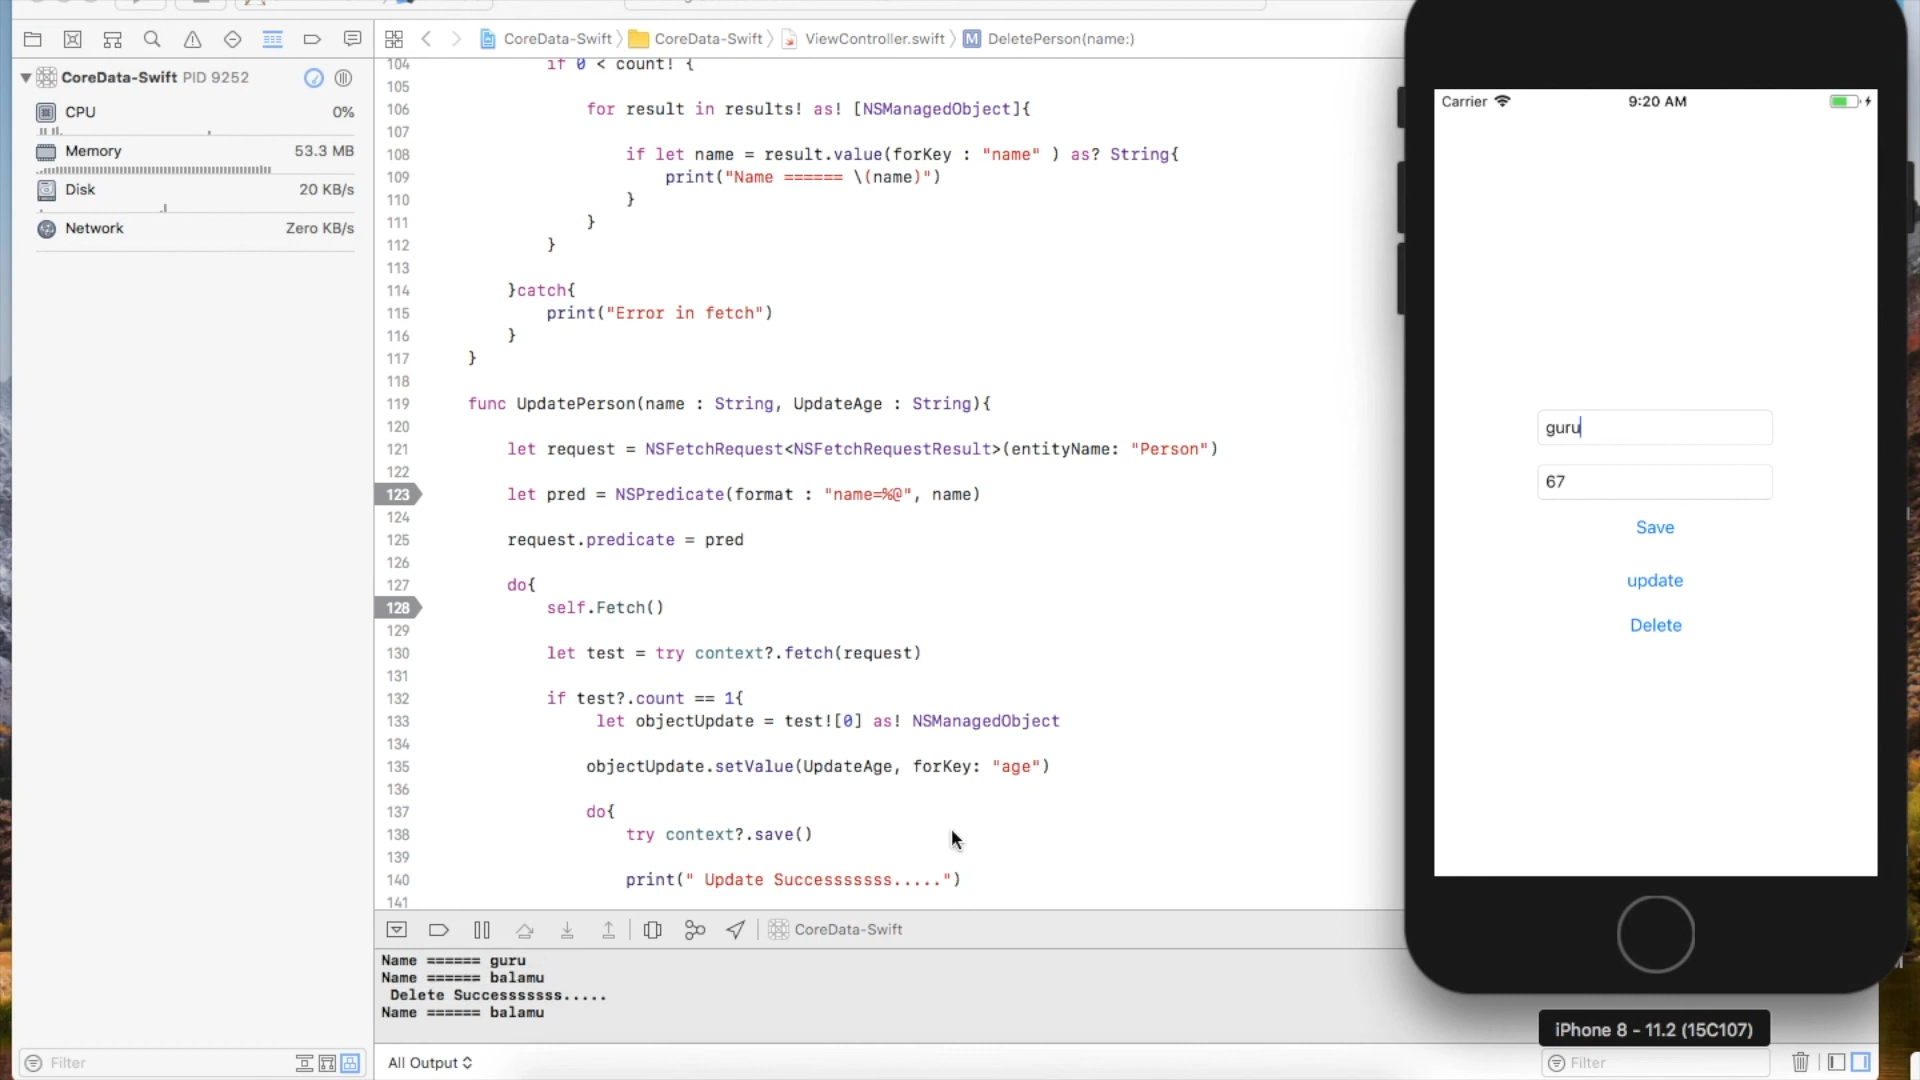 CoreData-Swift
CoreData-Swift
ViewController.swift
M DeletePerson(name:)
CoreData-Swift PID 9252
CPU 0%
Memory 53.3 MB
Disk 20 KB/s
Network Zero KB/s
104 if 0 < count! {
105
106 for result in results! as! [NSManagedObject]{
107
108 if let name = result.value(forKey : "name" ) as? String{
109 print("Name ====== \(name)")
110 }
111 }
112 }
113
114 }catch{
115 print("Error in fetch")
116 }
117 }
118
119 func UpdatePerson(name : String, UpdateAge : String){
120
121 let request = NSFetchRequest<NSFetchRequestResult>(entityName: "Person")
122
123 let pred = NSPredicate(format : "name=%@", name)
124
125 request.predicate = pred
126
127 do{
128 self.Fetch()
129
130 let test = try context?.fetch(request)
131
132 if test?.count == 1{
133 let objectUpdate = test![0] as! NSManagedObject
134
135 objectUpdate.setValue(UpdateAge, forKey: "age")
136
137 do{
138 try context?.save()
139
140 print(" Update Successsssss.....")
141
CoreData-Swift
Name ====== guru
Name ====== balamu
Delete Successsssss.....
Name ====== balamu
Filter
All Output
Carrier 9:20 AM
guru
67
Save
update
Delete
iPhone 8 - 11.2 (15C107)
Filter